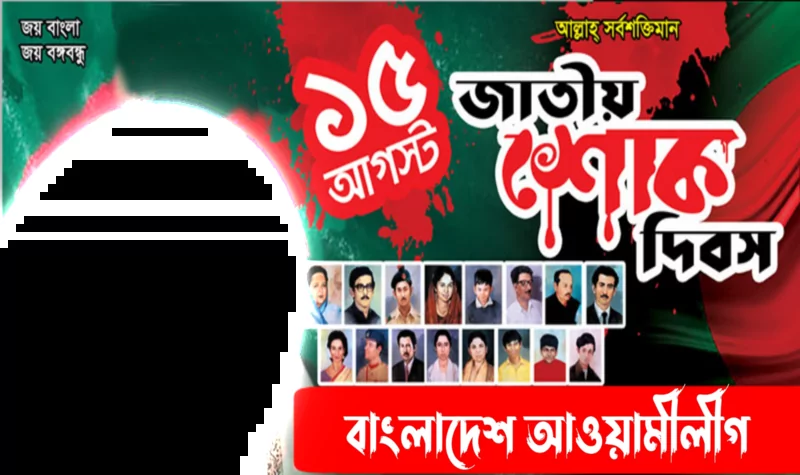 জয় বাংলা
জয় বঙ্গবন্ধু
আল্লাহ্ সর্বশক্তিমান
১৫
আগস্ট
জাতীয়
শোক
দিবস
বাংলাদেশ আওয়ামীলীগ